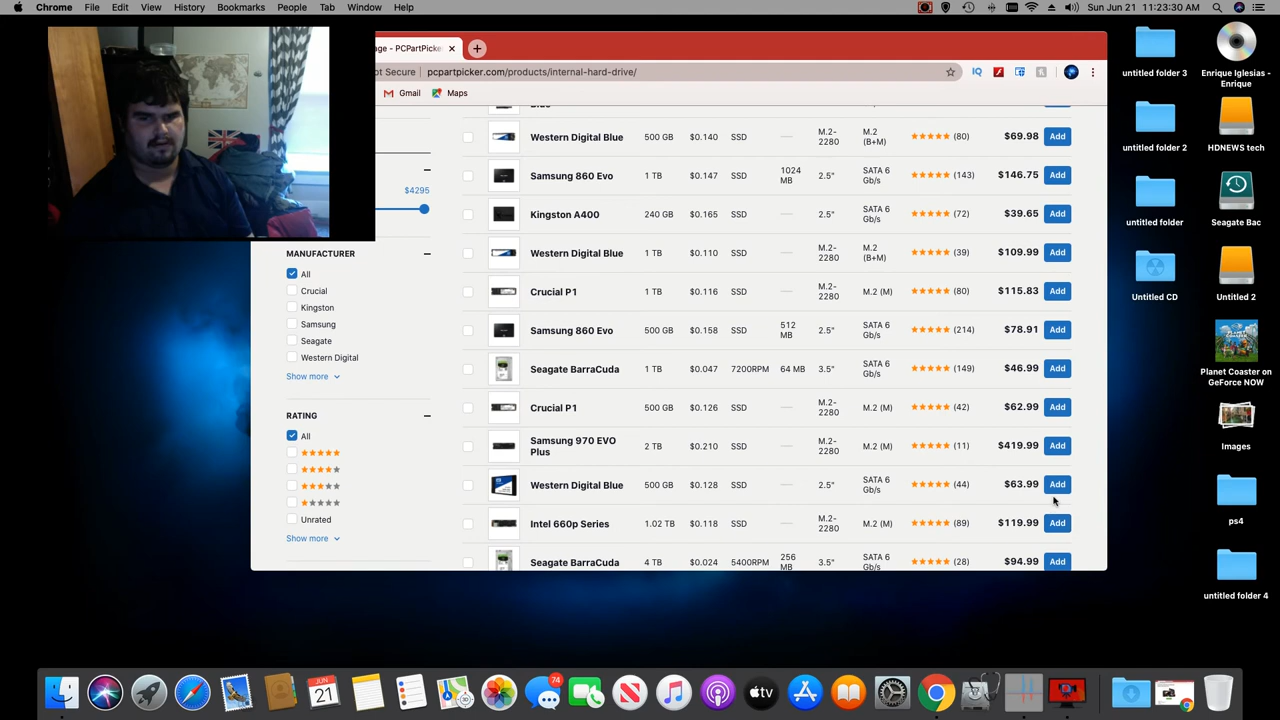 Chrome File Edit View History Bookmarks People Tab Window Help Sun Jun 21 11:23:30 AM
age - PCPartPicke
ot Secure pcpartpicker.com/products/internal-hard-drive/
Gmail Maps
$4295
MANUFACTURER
All
Crucial
Kingston
Samsung
Seagate
Western Digital
Show more
RATING
All
Unrated
Show more
Blue
Western Digital Blue 500 GB $0.140 SSD — M.2-2280 M.2 (B+M) (80) $69.98 Add
Samsung 860 Evo 1 TB $0.147 SSD 1024 MB 2.5" SATA 6 Gb/s (143) $146.75 Add
Kingston A400 240 GB $0.165 SSD — 2.5" SATA 6 Gb/s (72) $39.65 Add
Western Digital Blue 1 TB $0.110 SSD — M.2-2280 M.2 (B+M) (39) $109.99 Add
Crucial P1 1 TB $0.116 SSD — M.2-2280 M.2 (M) (80) $115.83 Add
Samsung 860 Evo 500 GB $0.158 SSD 512 MB 2.5" SATA 6 Gb/s (214) $78.91 Add
Seagate BarraCuda 1 TB $0.047 7200RPM 64 MB 3.5" SATA 6 Gb/s (149) $46.99 Add
Crucial P1 500 GB $0.126 SSD — M.2-2280 M.2 (M) (42) $62.99 Add
Samsung 970 EVO Plus 2 TB $0.210 SSD — M.2-2280 M.2 (M) (11) $419.99 Add
Western Digital Blue 500 GB $0.128 SSD — 2.5" SATA 6 Gb/s (44) $63.99 Add
Intel 660p Series 1.02 TB $0.118 SSD — M.2-2280 M.2 (M) (89) $119.99 Add
Seagate BarraCuda 4 TB $0.024 5400RPM 256 MB 3.5" SATA 6 Gb/s (28) $94.99 Add
untitled folder 3
Enrique Iglesias - Enrique
untitled folder 2
HDNEWS tech
untitled folder
Seagate Bac
Untitled CD
Untitled 2
Planet Coaster on GeForce NOW
Images
ps4
untitled folder 4
JUN
21
74
tv